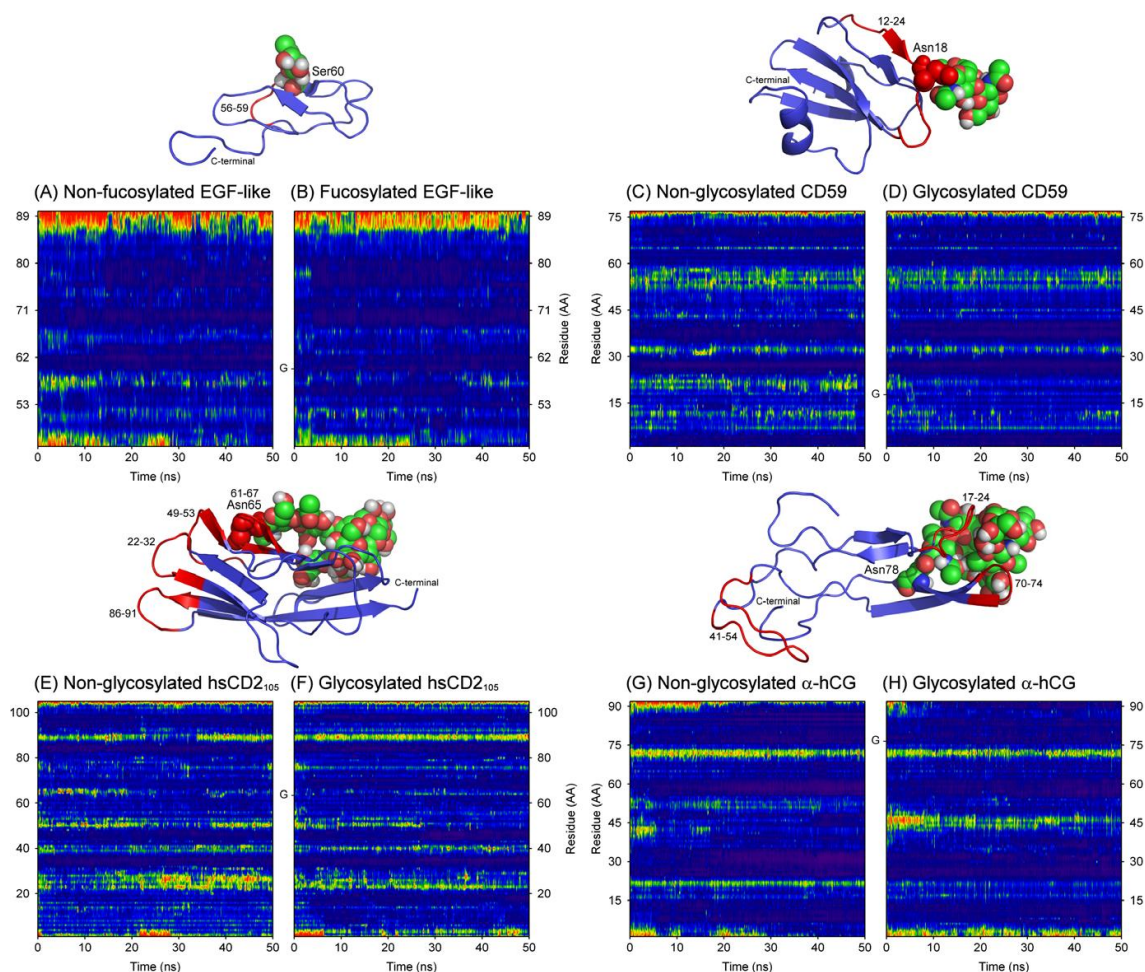 Ser60
56-59
C-terminal
12-24
Asn18
C-terminal
(A) Non-fucosylated EGF-like
(B) Fucosylated EGF-like
(C) Non-glycosylated CD59
(D) Glycosylated CD59
89
80
71
62
53
89
80
71
62
53
Residue (AA)
G
75
60
45
30
15
75
60
45
30
15
Residue (AA)
G
0 10 20 30 40 50
0 10 20 30 40 50
0 10 20 30 40 50
0 10 20 30 40 50
Time (ns)
Time (ns)
Time (ns)
Time (ns)
61-67
Asn65
49-53
22-32
86-91
C-terminal
17-24
Asn78
70-74
C-terminal
41-54
(E) Non-glycosylated hsCD2₁₀₅
(F) Glycosylated hsCD2₁₀₅
(G) Non-glycosylated α-hCG
(H) Glycosylated α-hCG
100
80
60
40
20
100
80
60
40
20
Residue (AA)
G
90
75
60
45
30
15
90
75
60
45
30
15
Residue (AA)
G
0 10 20 30 40 50
0 10 20 30 40 50
0 10 20 30 40 50
0 10 20 30 40 50
Time (ns)
Time (ns)
Time (ns)
Time (ns)